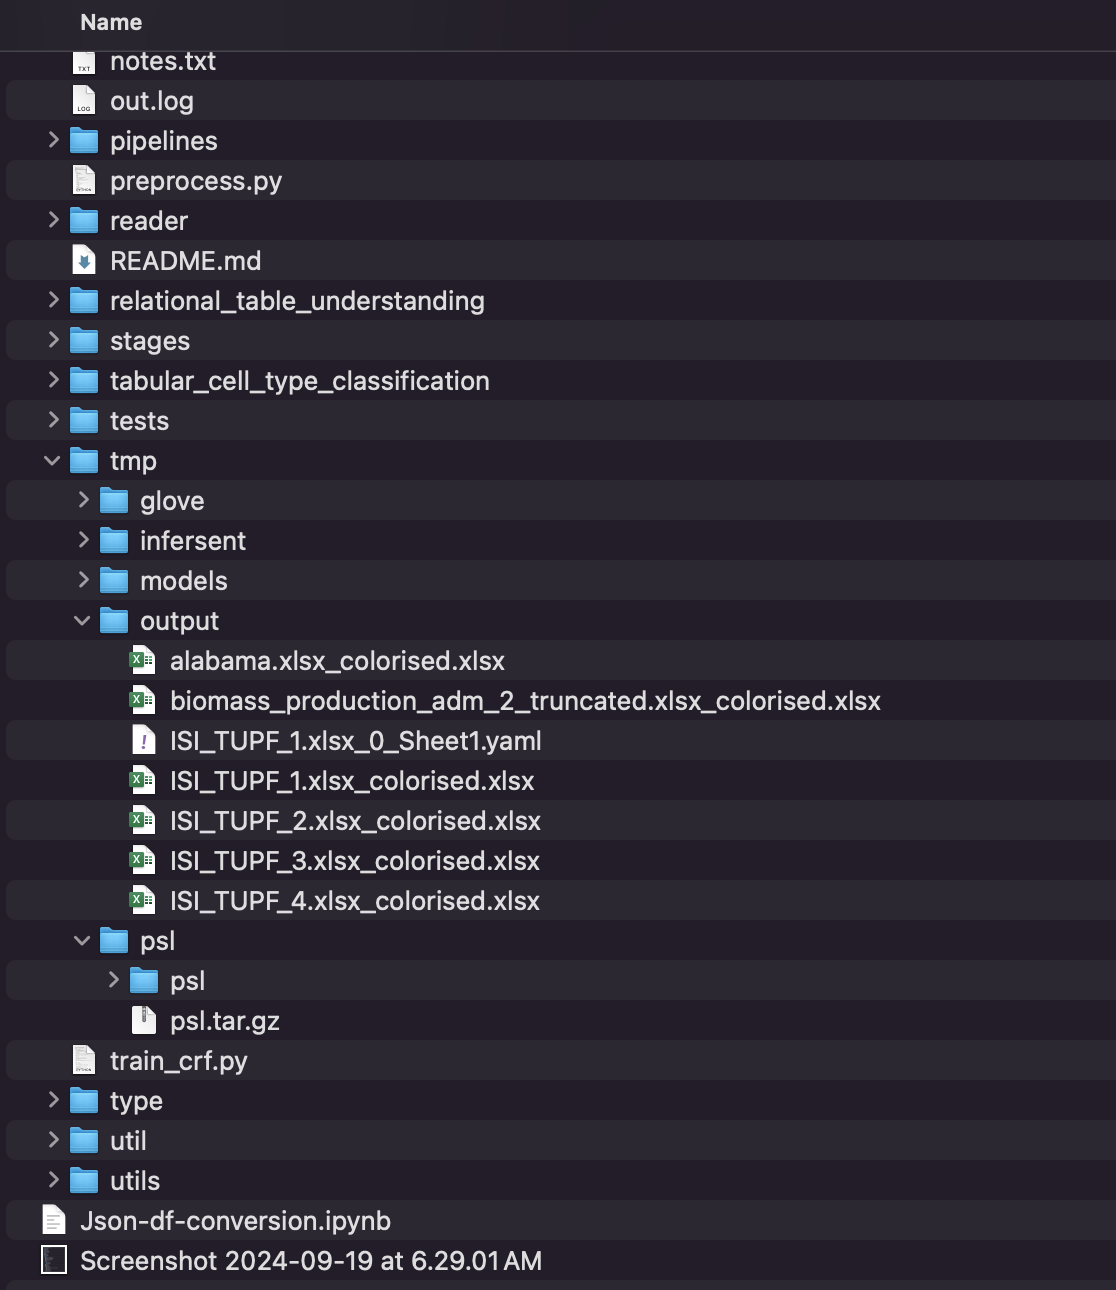 Name
notes.txt
out.log
pipelines
preprocess.py
reader
README.md
relational_table_understanding
stages
tabular_cell_type_classification
tests
tmp
glove
infersent
models
output
alabama.xlsx_colorised.xlsx
biomass_production_adm_2_truncated.xlsx_colorised.xlsx
ISI_TUPF_1.xlsx_0_Sheet1.yaml
ISI_TUPF_1.xlsx_colorised.xlsx
ISI_TUPF_2.xlsx_colorised.xlsx
ISI_TUPF_3.xlsx_colorised.xlsx
ISI_TUPF_4.xlsx_colorised.xlsx
psl
psl
psl.tar.gz
train_crf.py
type
util
utils
Json-df-conversion.ipynb
Screenshot 2024-09-19 at 6.29.01 AM